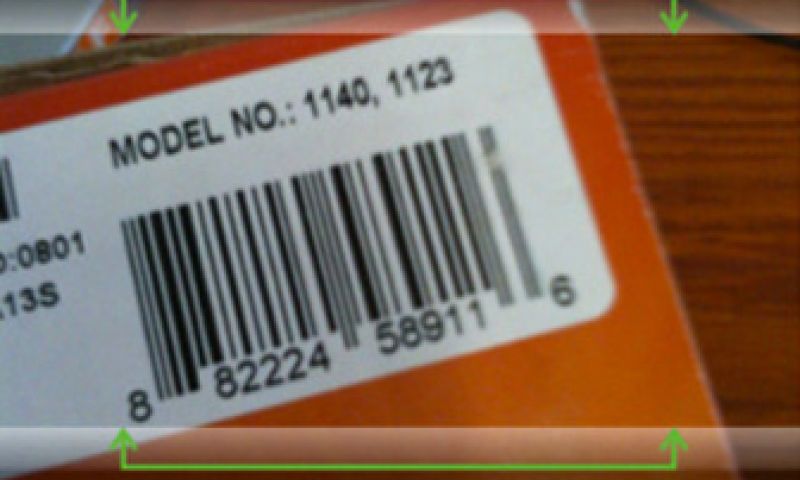 MODEL NO.: 1140, 1123
:0801
13S
8 82224 58911 6